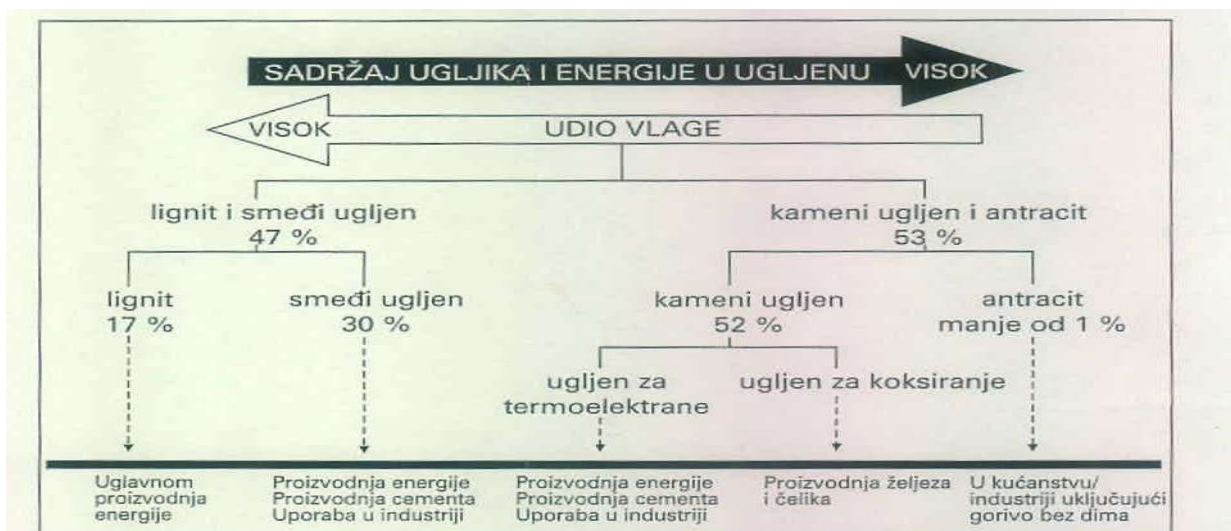 SADRŽAJ UGLJIKA I ENERGIJE U UGLJENU VISOK
VISOK UDIO VLAGE
lignit i smeđi ugljen
47 %
kameni ugljen i antracit
53 %
lignit
17 %
smeđi ugljen
30 %
kameni ugljen
52 %
antracit
manje od 1 %
ugljen za
termoelektrane
ugljen za koksiranje
Uglavnom
proizvodnja
energije
Proizvodnja energije
Proizvodnja cementa
Uporaba u industriji
Proizvodnja energije
Proizvodnja cementa
Uporaba u industriji
Proizvodnja željeza
i čelika
U kućanstvu/
industriji uključujući
gorivo bez dima